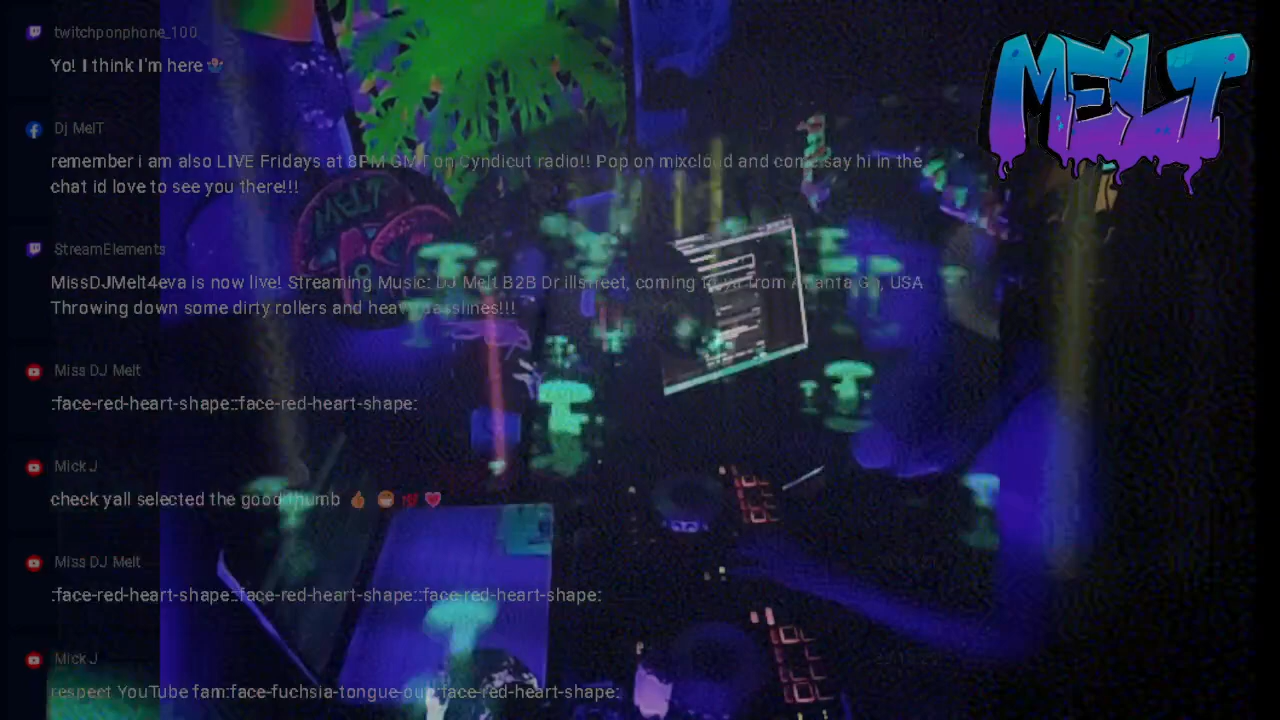 twitchponphone_100
Yo! I think I'm here
MELT
Dj MelT
remember i am also LIVE Fridays at 8PM GMT on Cyndicut radio!! Pop on mixcloud and come say hi in the
chat id love to see you there!!!
MELT
StreamElements
MissDJMelt4eva is now live! Streaming Music: DJ Melt B2B Dr illstreet, coming to ya from Atlanta Ga, USA
Throwing down some dirty rollers and heavy basslines!!!
Miss DJ Melt
:face-red-heart-shape::face-red-heart-shape:
Mick J
check yall selected the good thumb 👍 😁 💯 💗
Miss DJ Melt
:face-red-heart-shape::face-red-heart-shape::face-red-heart-shape:
Mick J
respect YouTube fam:face-fuchsia-tongue-out::face-red-heart-shape: